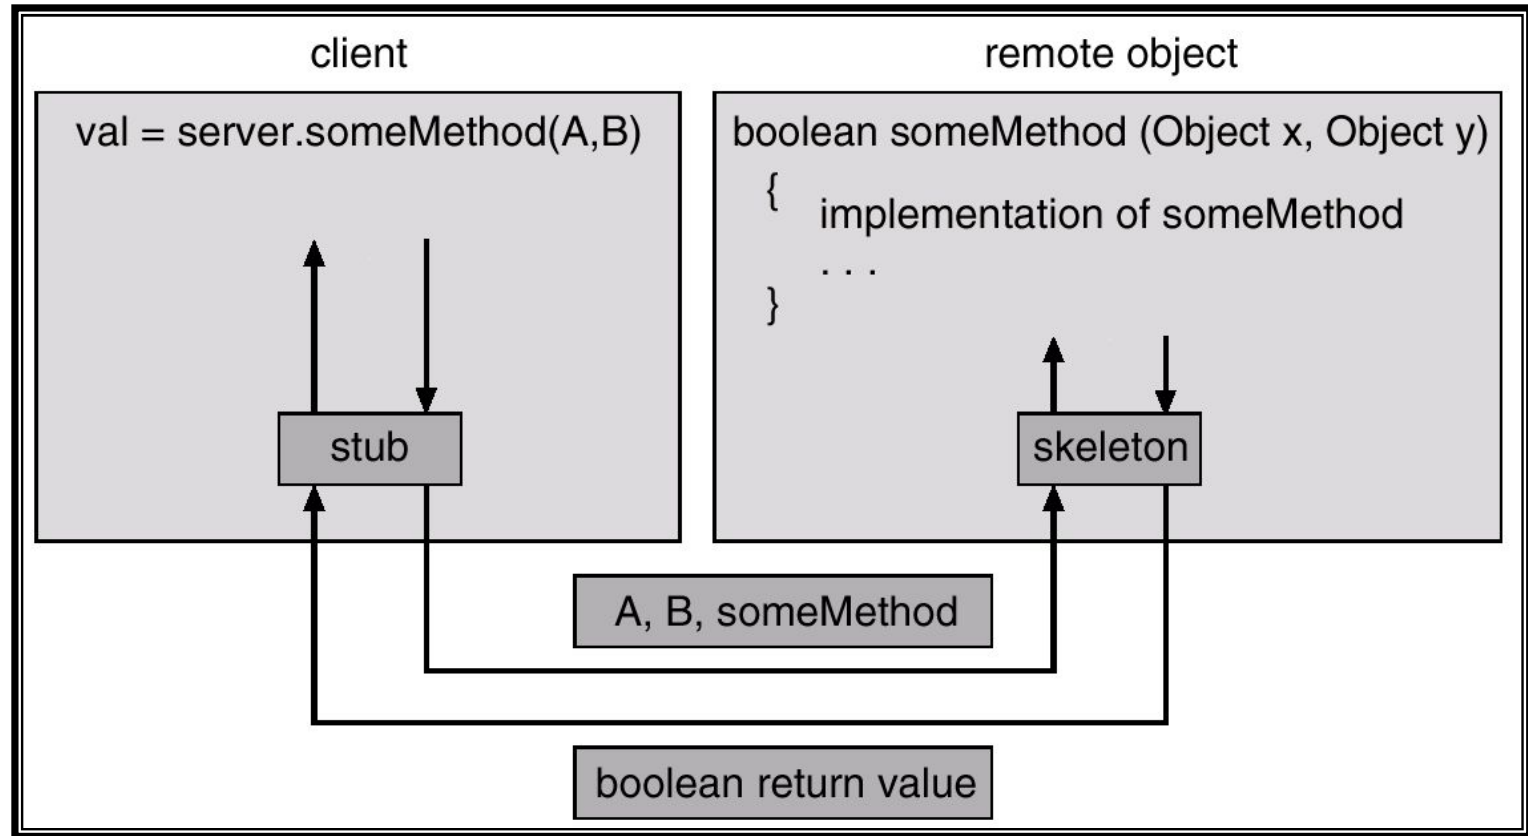 client
val = server.someMethod(A,B)
stub
remote object
boolean someMethod (Object x, Object y)
{
implementation of someMethod
. . .
}
skeleton
A, B, someMethod
boolean return value